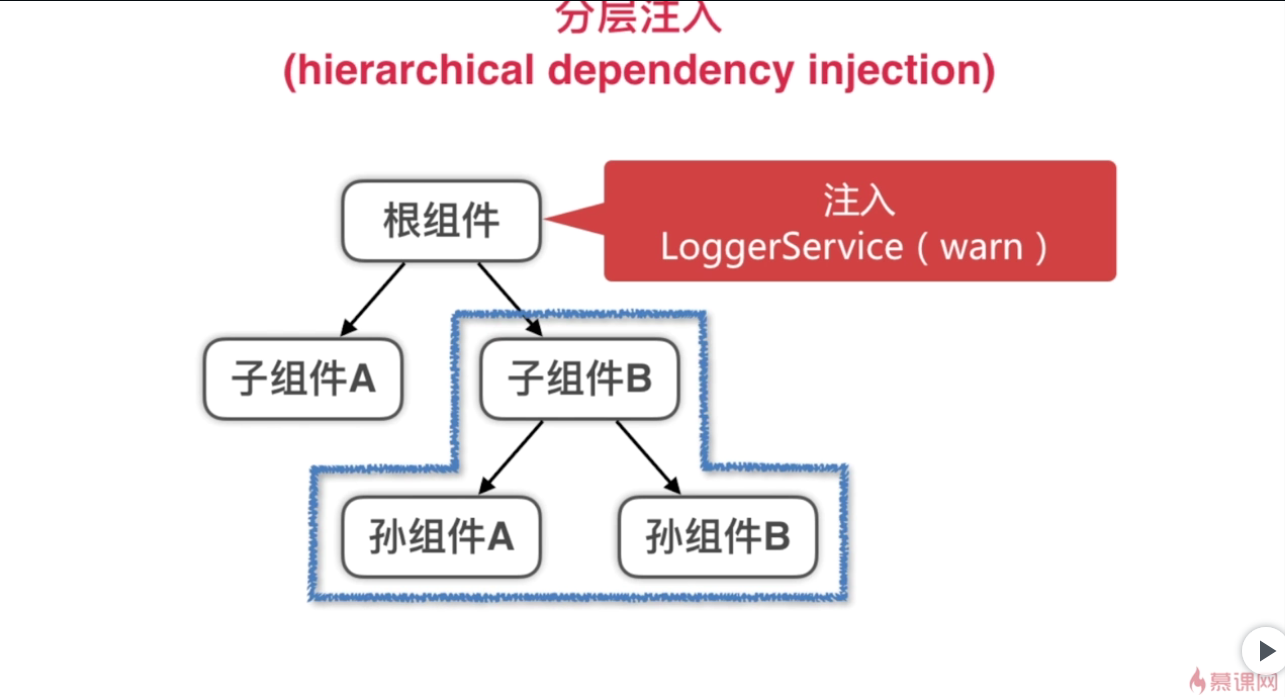 分层注入
(hierarchical dependency injection)
根组件
注入
LoggerService（warn）
子组件A
子组件B
孙组件A
孙组件B
慕课网